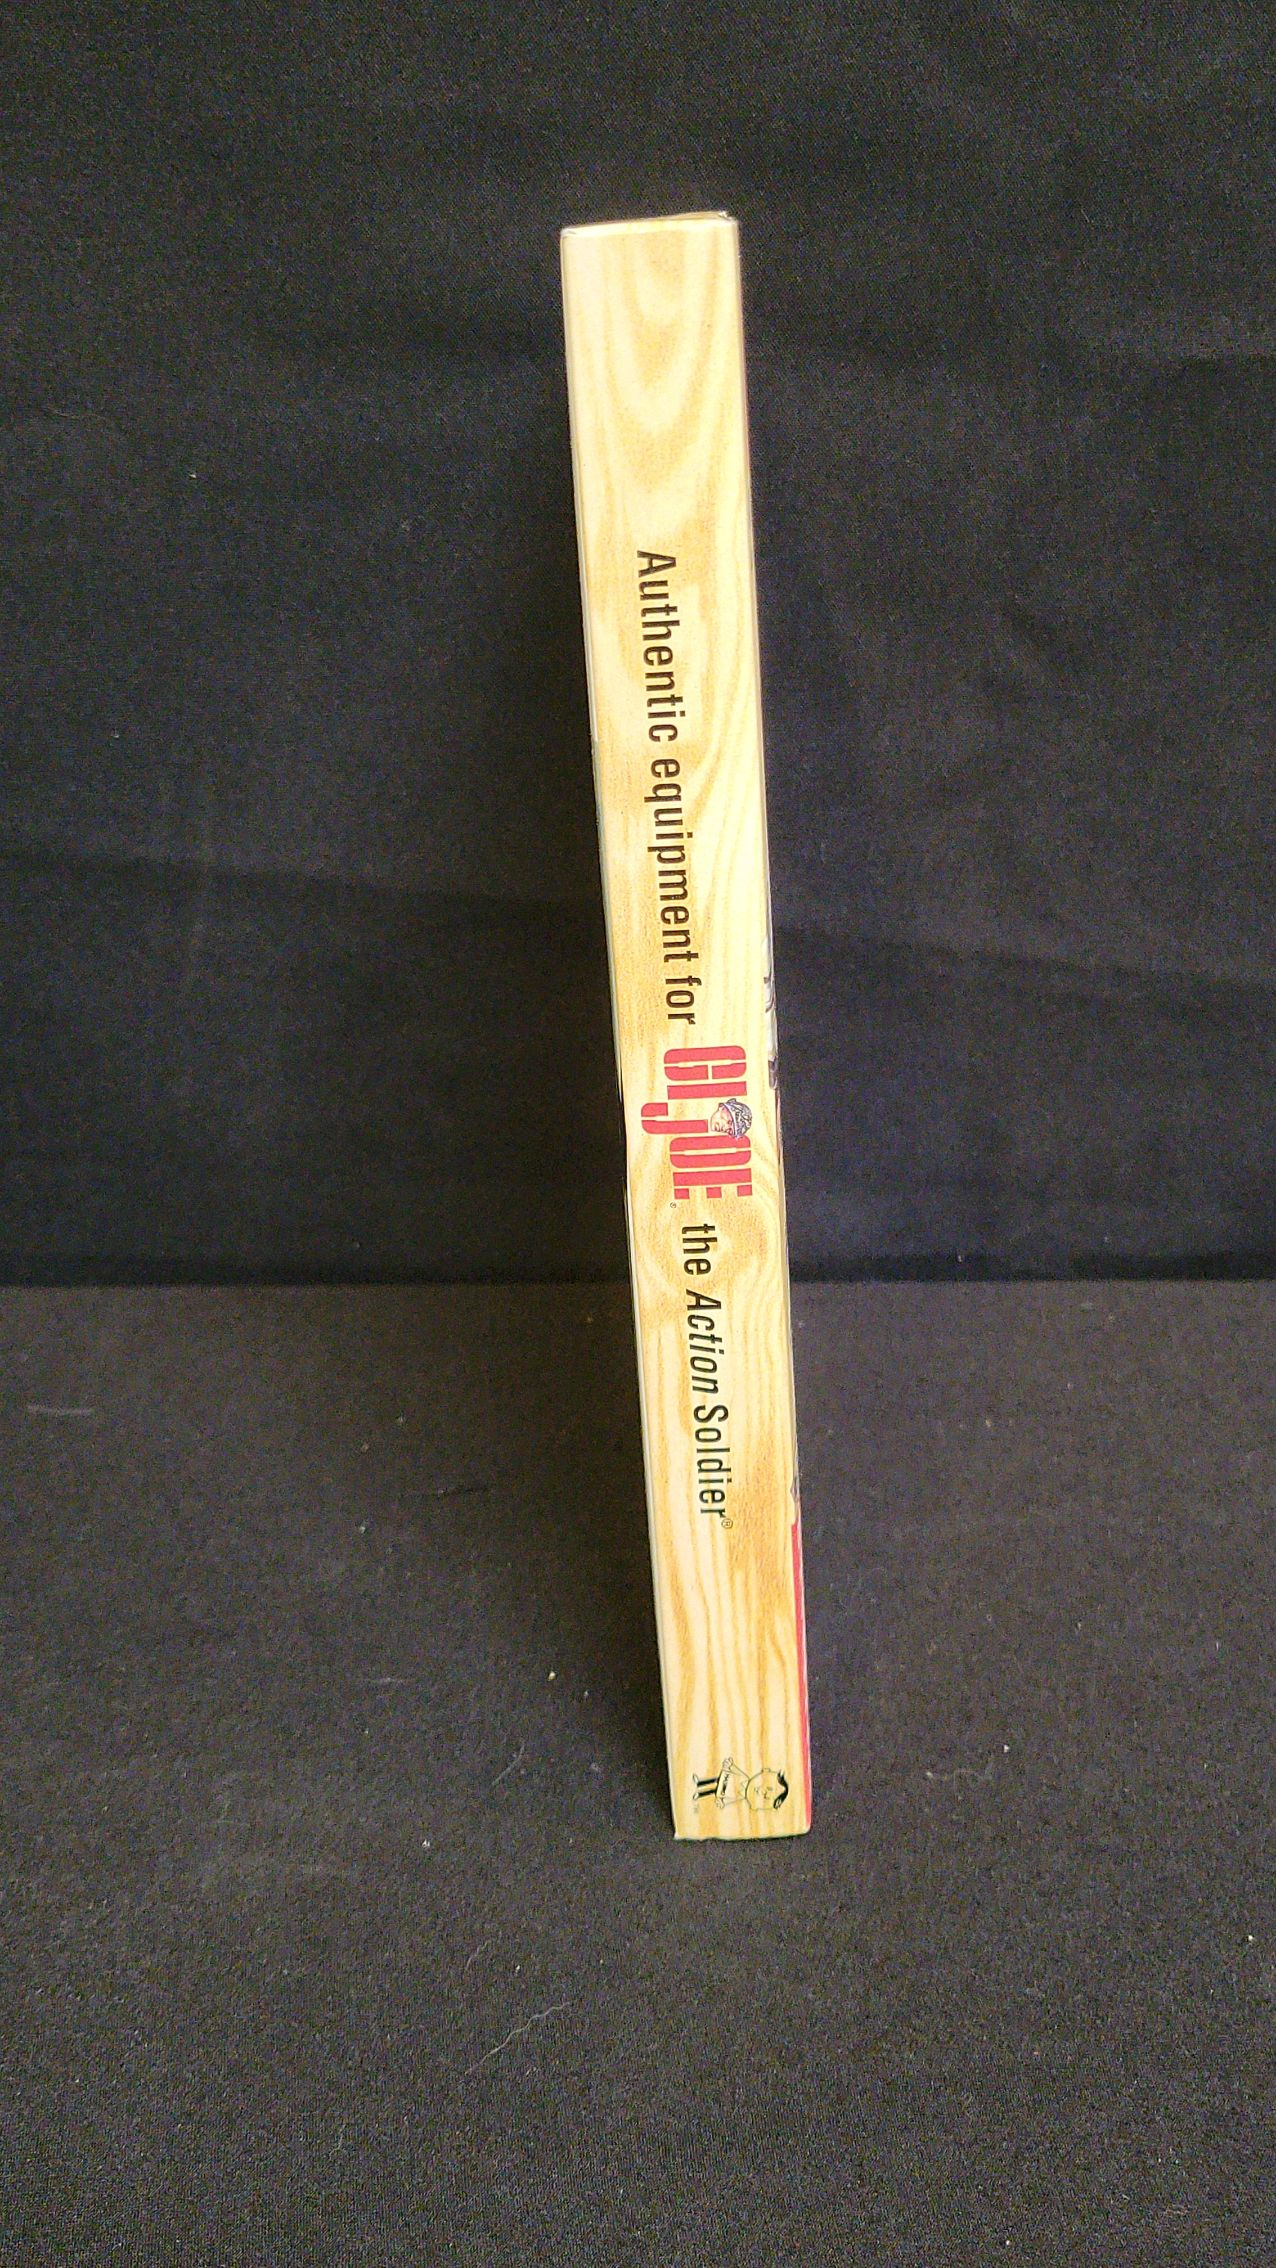 Authentic equipment for GI JOE® the Action Soldier®